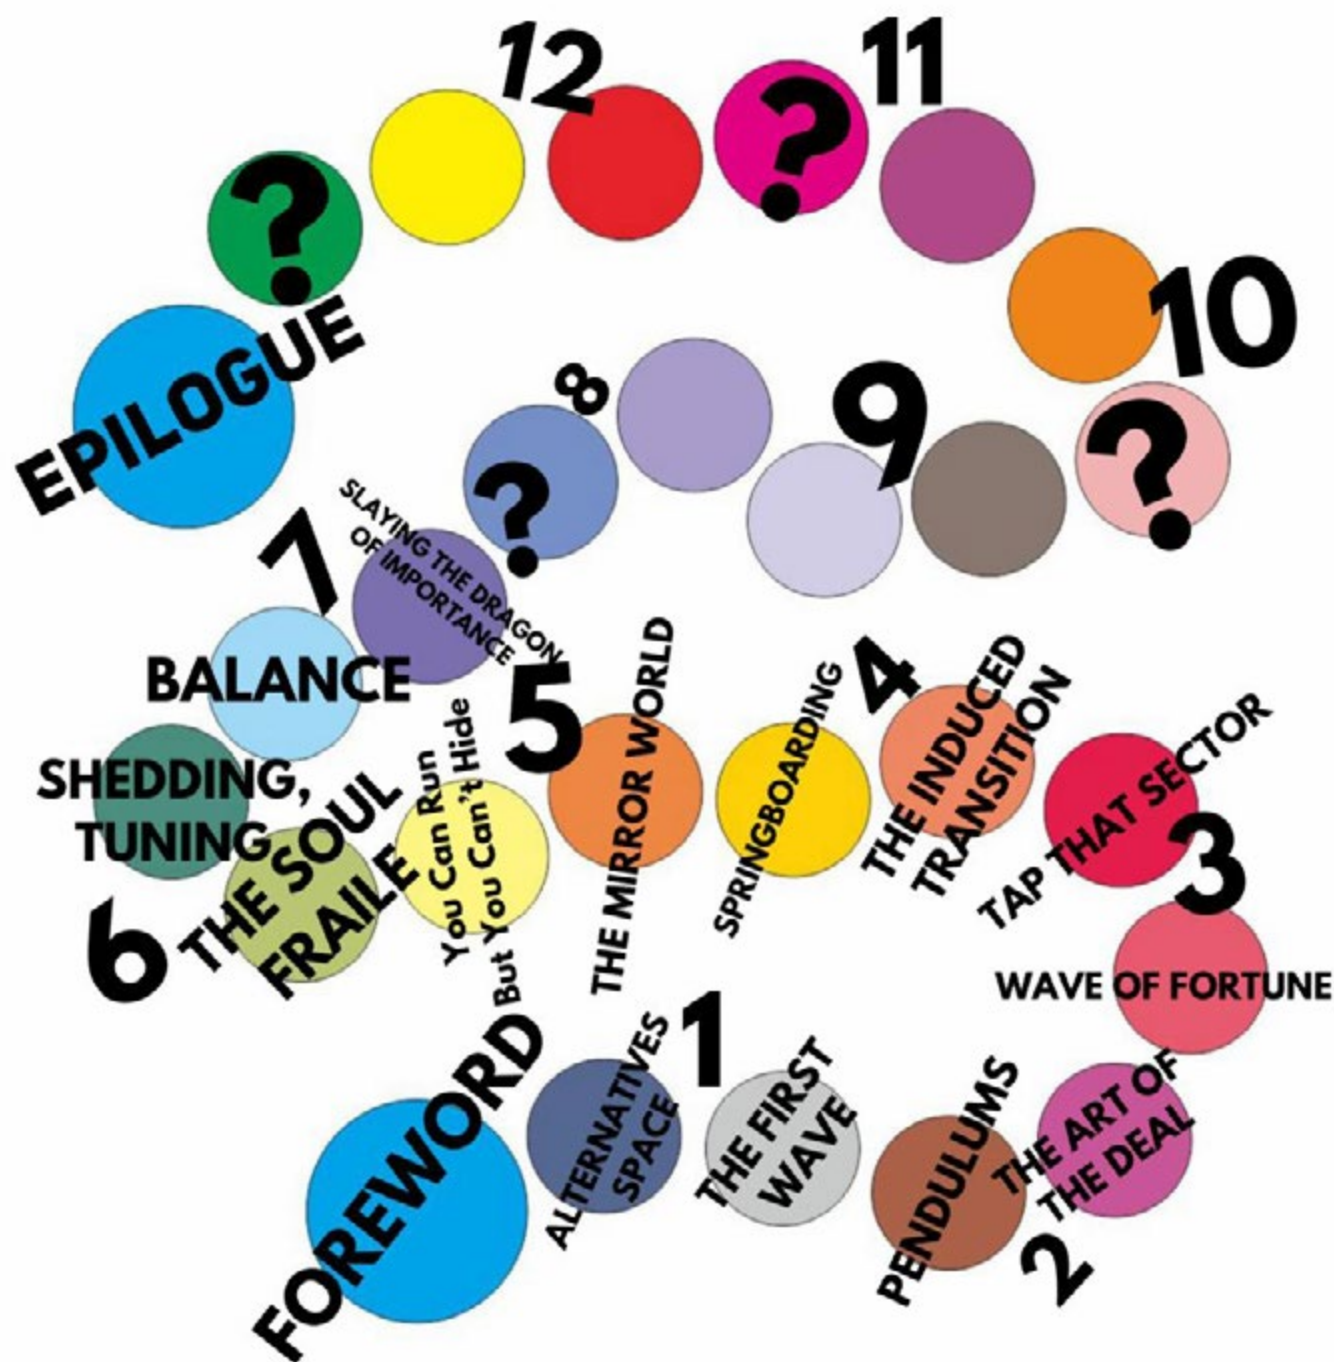 12
11
?
?
10
EPILOGUE
8
9
?
?
7
SLAYING THE DRAGON
OF IMPORTANCE
BALANCE
5
4
SHEDDING,
TUNING
THE SOUL
FRAILE
6
You Can Run
But You Can't Hide
THE MIRROR WORLD
SPRINGBOARDING
THE INDUCED
TRANSITION
TAP THAT SECTOR
3
WAVE OF FORTUNE
FOREWORD
ALTERNATIVES
SPACE
1
THE FIRST
WAVE
PENDULUMS
THE ART OF
THE DEAL
2